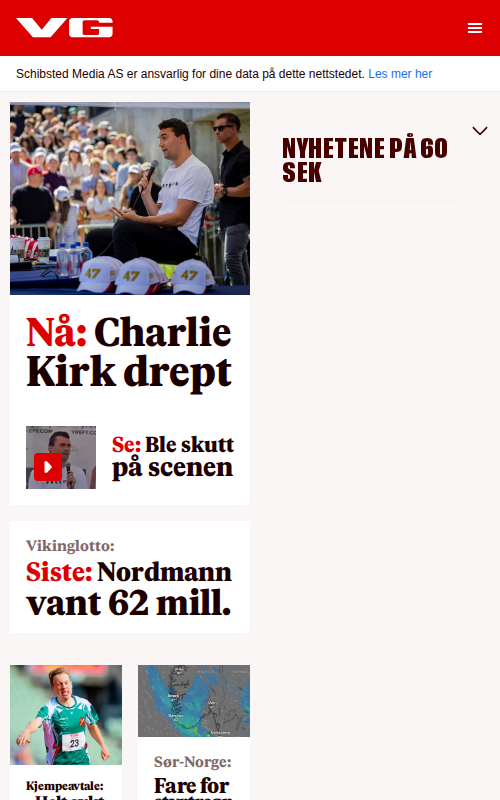 VG
Schibsted Media AS er ansvarlig for dine data på dette nettstedet. Les mer her
NYHETENE PÅ 60
SEK
47
47
47
Nå: Charlie
Kirk drept
Se: Ble skutt
på scenen
Vikinglotto:
Siste: Nordmann
vant 62 mill.
23
Kjempeavtale:
Sør-Norge:
Fare for